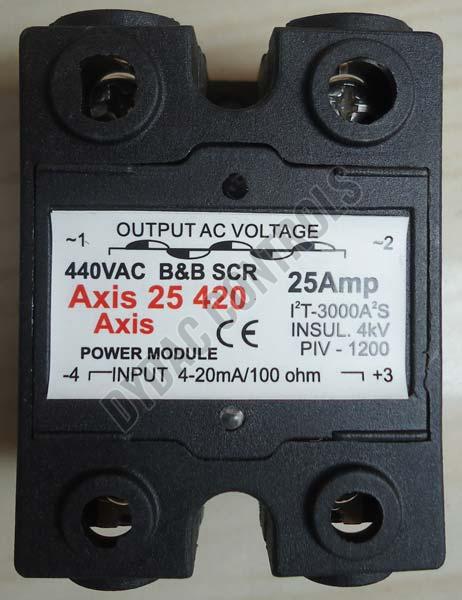 OUTPUT AC VOLTAGE
~1 ~2
440VAC B&B SCR 25Amp
Axis 25 420 I²T-3000A²S
Axis CE INSUL. 4kV
POWER MODULE PIV - 1200
-4 INPUT 4-20mA/100 ohm +3
DYDAC CONTROLS